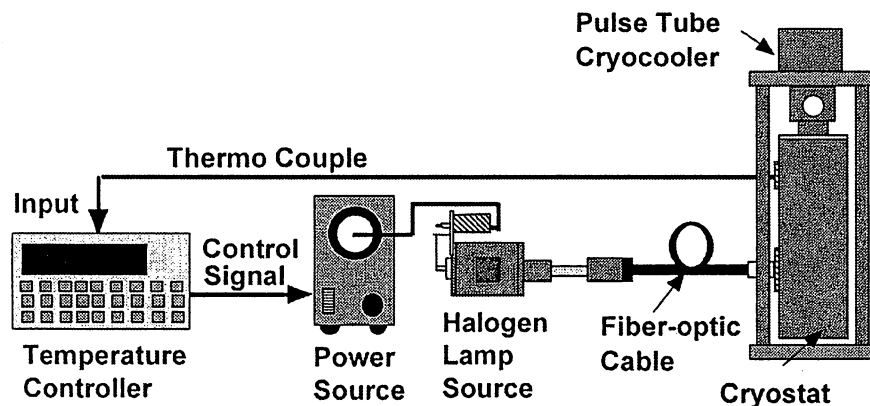 Pulse Tube
Cryocooler
Thermo Couple
Input
Control
Signal
Temperature
Controller
Power
Source
Halogen
Lamp
Source
Fiber-optic
Cable
Cryostat